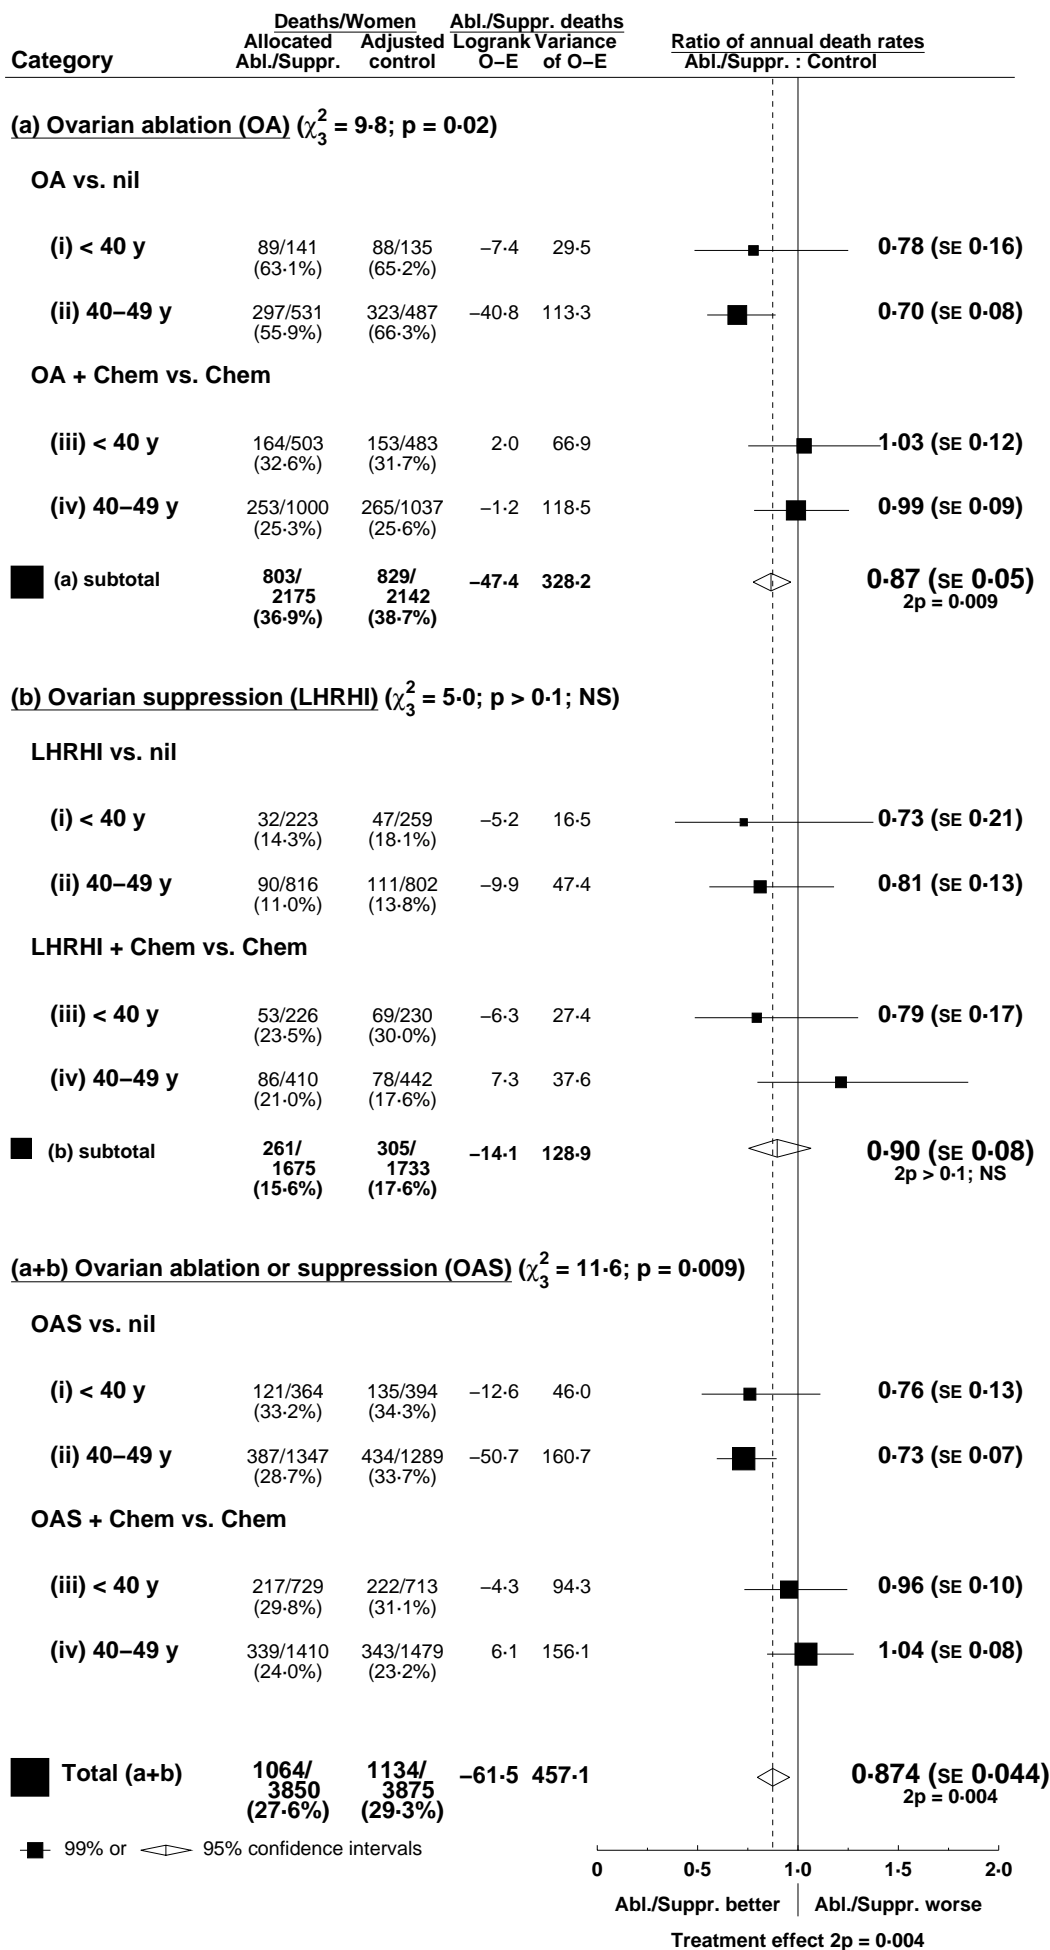 Deaths/Women Abl./Suppr. deaths
Allocated Adjusted Logrank Variance Ratio of annual death rates
Category Abl./Suppr. control O–E of O–E Abl./Suppr. : Control
(a) Ovarian ablation (OA) (χ²₃ = 9·8; p = 0·02)
OA vs. nil
(i) < 40 y 89/141 88/135 –7·4 29·5 0·78 (SE 0·16)
(63·1%) (65·2%)
(ii) 40–49 y 297/531 323/487 –40·8 113·3 0·70 (SE 0·08)
(55·9%) (66·3%)
OA + Chem vs. Chem
(iii) < 40 y 164/503 153/483 2·0 66·9 1·03 (SE 0·12)
(32·6%) (31·7%)
(iv) 40–49 y 253/1000 265/1037 –1·2 118·5 0·99 (SE 0·09)
(25·3%) (25·6%)
(a) subtotal 803/ 829/ –47·4 328·2 0·87 (SE 0·05)
2175 2142 2p = 0·009
(36·9%) (38·7%)
(b) Ovarian suppression (LHRHI) (χ²₃ = 5·0; p > 0·1; NS)
LHRHI vs. nil
(i) < 40 y 32/223 47/259 –5·2 16·5 0·73 (SE 0·21)
(14·3%) (18·1%)
(ii) 40–49 y 90/816 111/802 –9·9 47·4 0·81 (SE 0·13)
(11·0%) (13·8%)
LHRHI + Chem vs. Chem
(iii) < 40 y 53/226 69/230 –6·3 27·4 0·79 (SE 0·17)
(23·5%) (30·0%)
(iv) 40–49 y 86/410 78/442 7·3 37·6
(21·0%) (17·6%)
(b) subtotal 261/ 305/ –14·1 128·9 0·90 (SE 0·08)
1675 1733 2p > 0·1; NS
(15·6%) (17·6%)
(a+b) Ovarian ablation or suppression (OAS) (χ²₃ = 11·6; p = 0·009)
OAS vs. nil
(i) < 40 y 121/364 135/394 –12·6 46·0 0·76 (SE 0·13)
(33·2%) (34·3%)
(ii) 40–49 y 387/1347 434/1289 –50·7 160·7 0·73 (SE 0·07)
(28·7%) (33·7%)
OAS + Chem vs. Chem
(iii) < 40 y 217/729 222/713 –4·3 94·3 0·96 (SE 0·10)
(29·8%) (31·1%)
(iv) 40–49 y 339/1410 343/1479 6·1 156·1 1·04 (SE 0·08)
(24·0%) (23·2%)
Total (a+b) 1064/ 1134/ –61·5 457·1 0·874 (SE 0·044)
3850 3875 2p = 0·004
(27·6%) (29·3%)
99% or 95% confidence intervals
0 0·5 1·0 1·5 2·0
Abl./Suppr. better Abl./Suppr. worse
Treatment effect 2p = 0·004